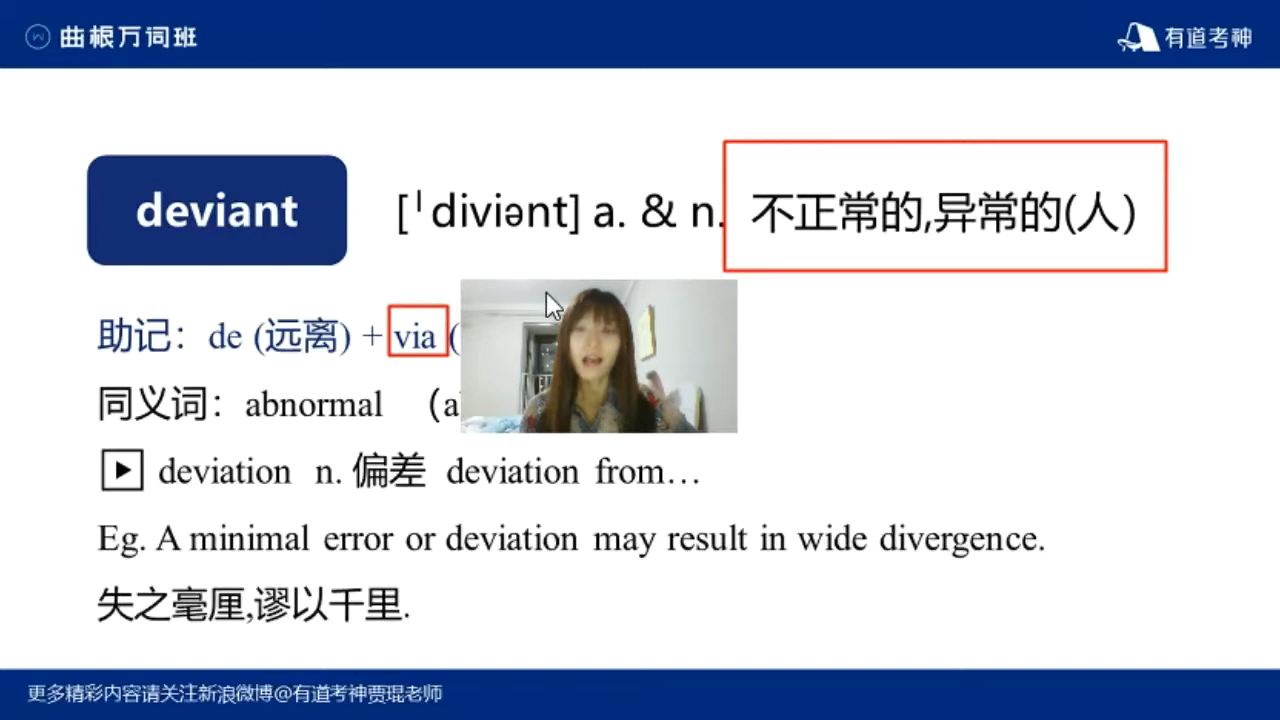 曲根万词班
有道考神
deviant
[ˈdiviənt] a. & n. 不正常的,异常的(人)
助记：de (远离) + via (
同义词：abnormal （a
deviation n. 偏差 deviation from…
Eg. A minimal error or deviation may result in wide divergence.
失之毫厘,谬以千里.
更多精彩内容请关注新浪微博@有道考神贾琨老师